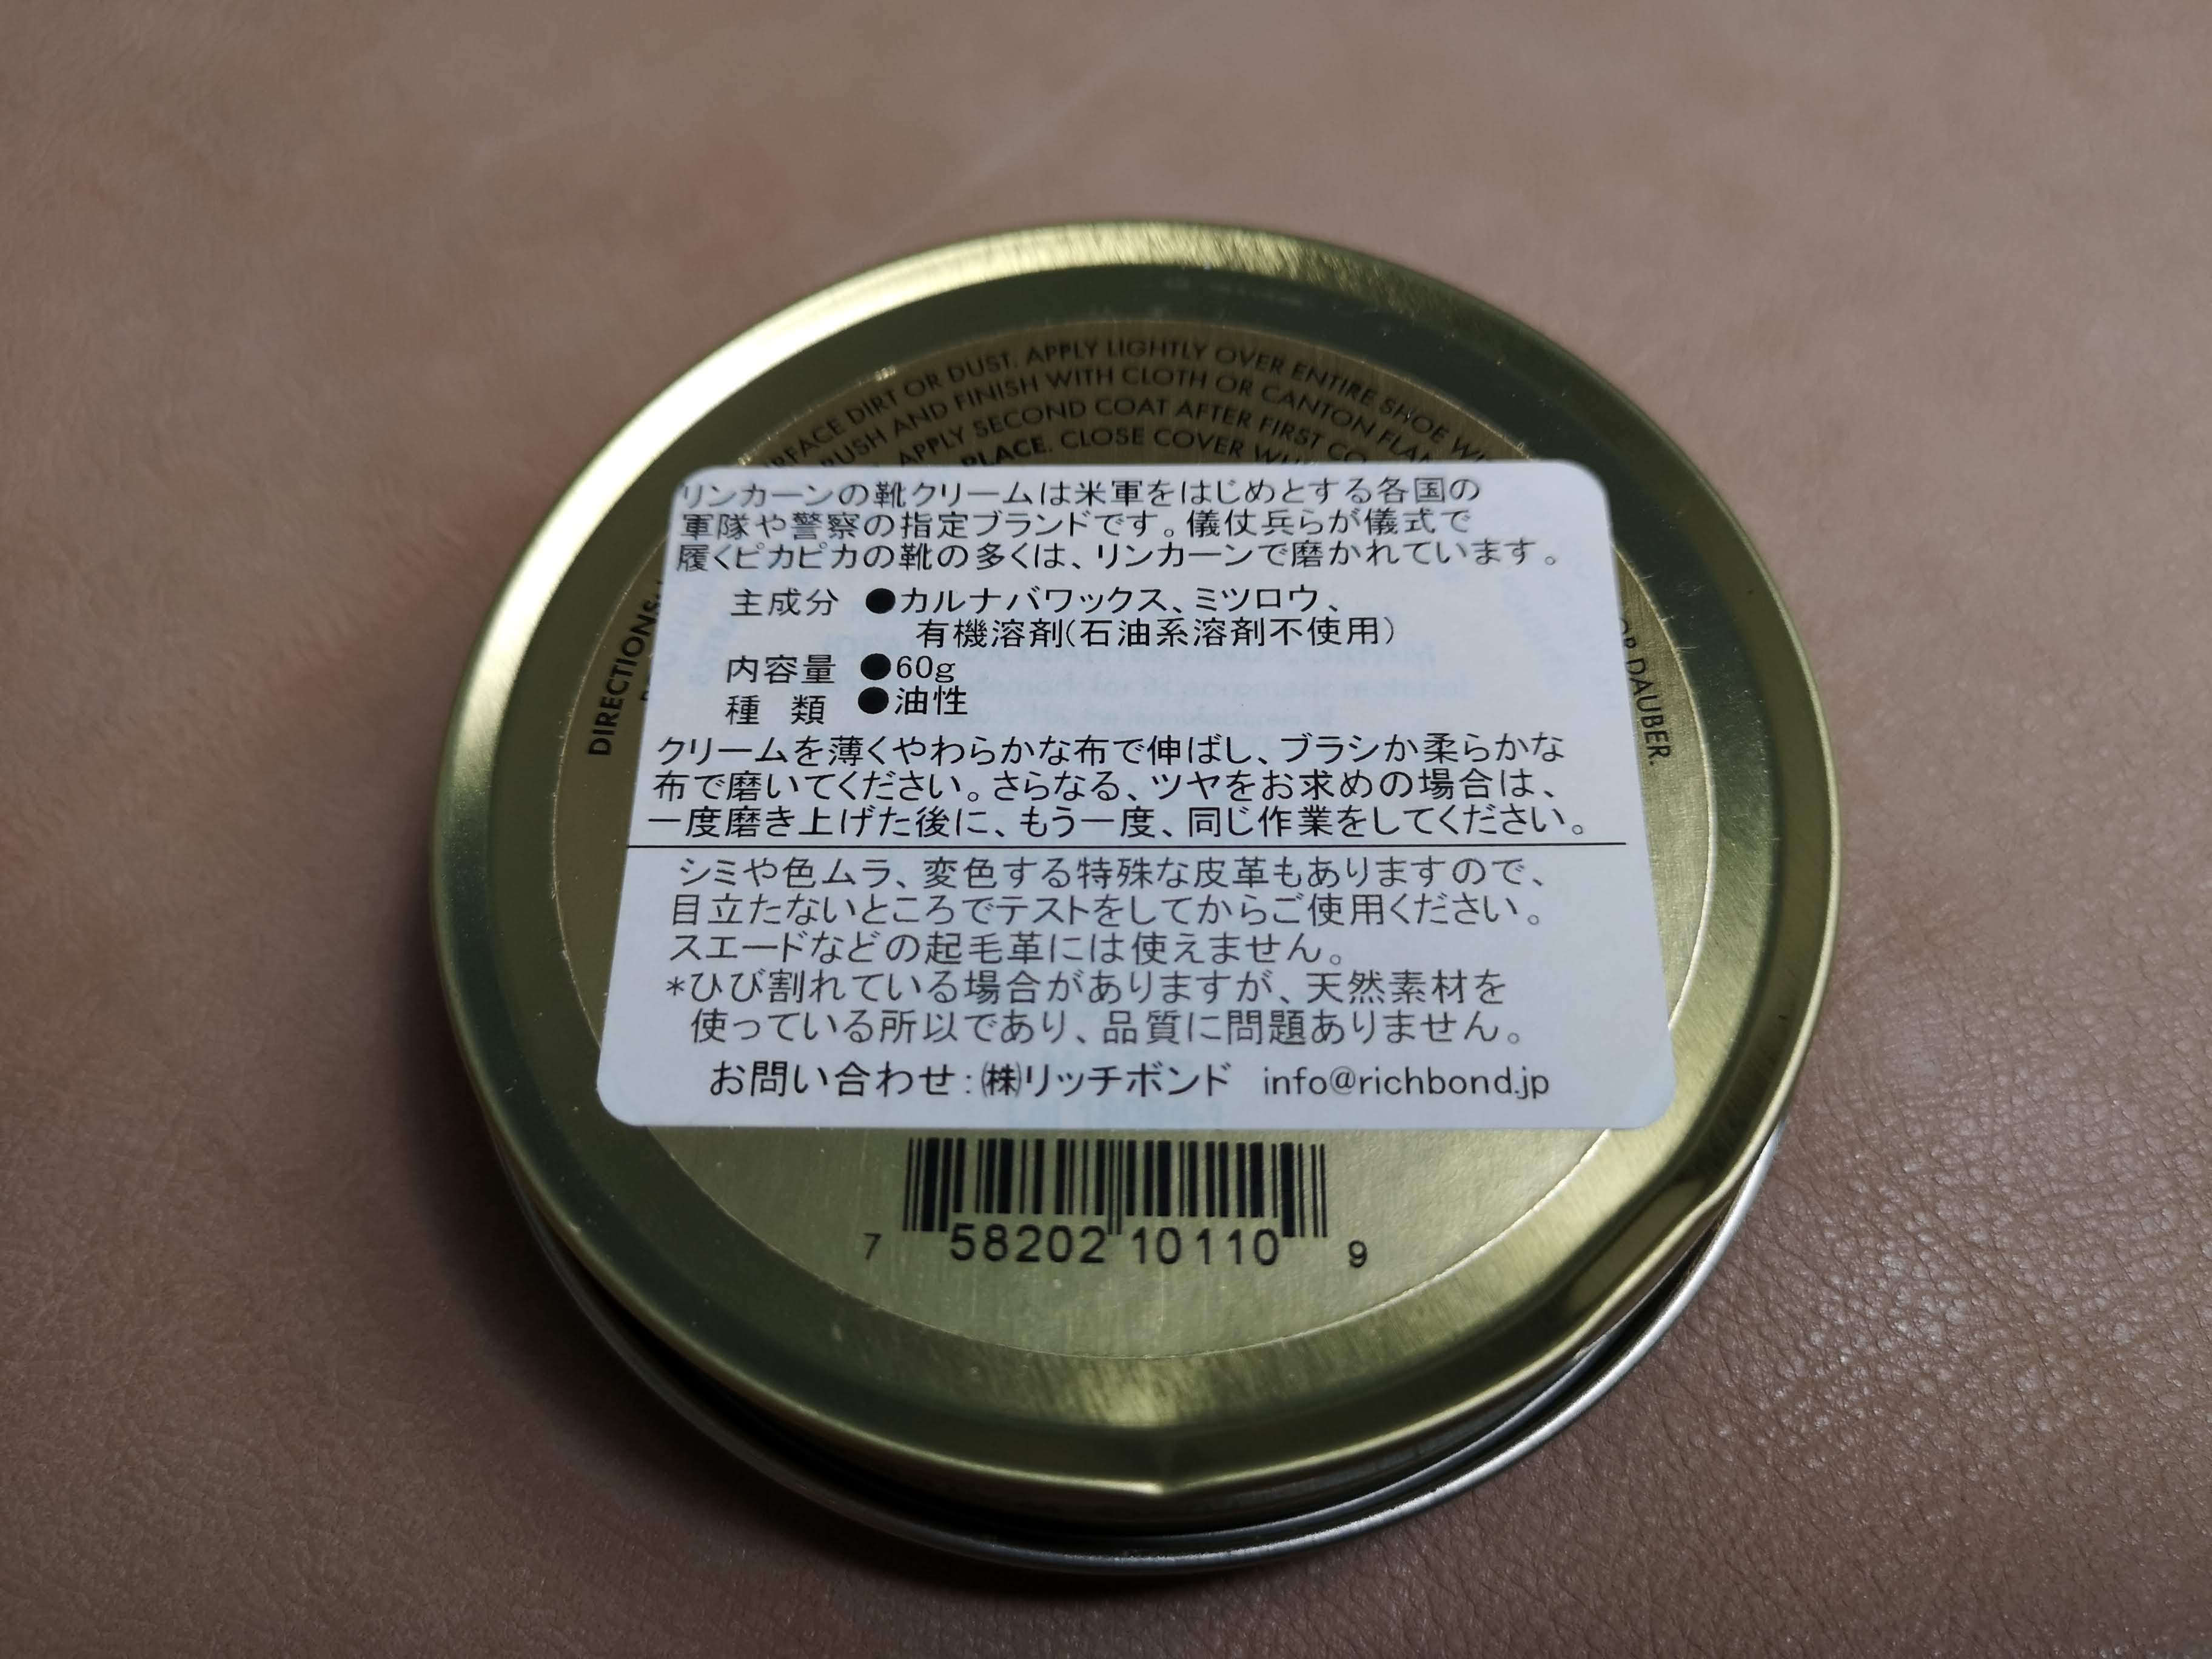 DIRT OR DUST. APPLY LIGHTLY OVER ENTIRE SHOE
AND FINISH WITH CLOTH OR CANTON
APPLY SECOND COAT AFTER FIRST
PLACE. CLOSE COVER
DIRECTIONS:
OR DAUBER.
リンカーンの靴クリームは米軍をはじめとする各国の
軍隊や警察の指定ブランドです。儀仗兵らが儀式で
履くピカピカの靴の多くは、リンカーンで磨かれています。
主成分 ●カルナバワックス、ミツロウ、
有機溶剤(石油系溶剤不使用)
内容量 ●60g
種 類 ●油性
クリームを薄くやわらかな布で伸ばし、ブラシか柔らかな
布で磨いてください。さらなる、ツヤをお求めの場合は、
一度磨き上げた後に、もう一度、同じ作業をしてください。
シミや色ムラ、変色する特殊な皮革もありますので、
目立たないところでテストをしてからご使用ください。
スエードなどの起毛革には使えません。
*ひび割れている場合がありますが、天然素材を
使っている所以であり、品質に問題ありません。
お問い合わせ:㈱リッチボンド info@richbond.jp
7 58202 10110 9